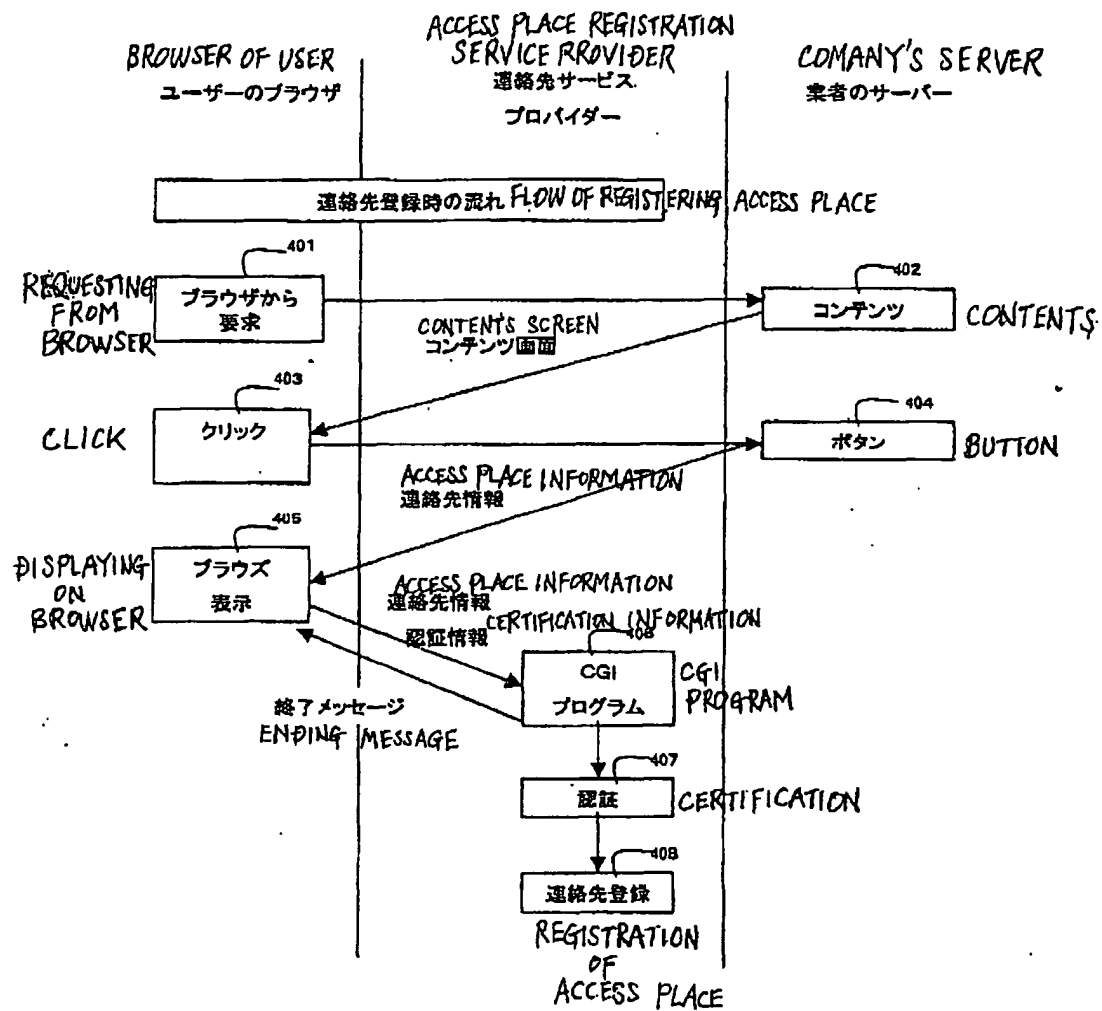 BROWSER OF USER
ユーザーのブラウザ
ACCESS PLACE REGISTRATION
SERVICE RROVIDER
連絡先サービス.
プロバイダー
COMANY'S SERVER
業者のサーバー
連絡先登録時の流れ FLOW OF REGISTERING ACCESS PLACE
401
REQUESTING
FROM
BROWSER
ブラウザから
要求
402
コンテンツ
CONTENTS
CONTENTS SCREEN
コンテンツ画面
403
CLICK
クリック
404
ボタン
BUTTON
ACCESS PLACE INFORMATION
連絡先情報
405
DISPLAYING
ON
BROWSER
ブラウズ
表示
ACCESS PLACE INFORMATION
連絡先情報
認証情報 CERTIFICATION INFORMATION
406
CGI
プログラム
CGI
PROGRAM
終了メッセージ
ENDING MESSAGE
407
認証
CERTIFICATION
408
連絡先登録
REGISTRATION
OF
ACCESS PLACE